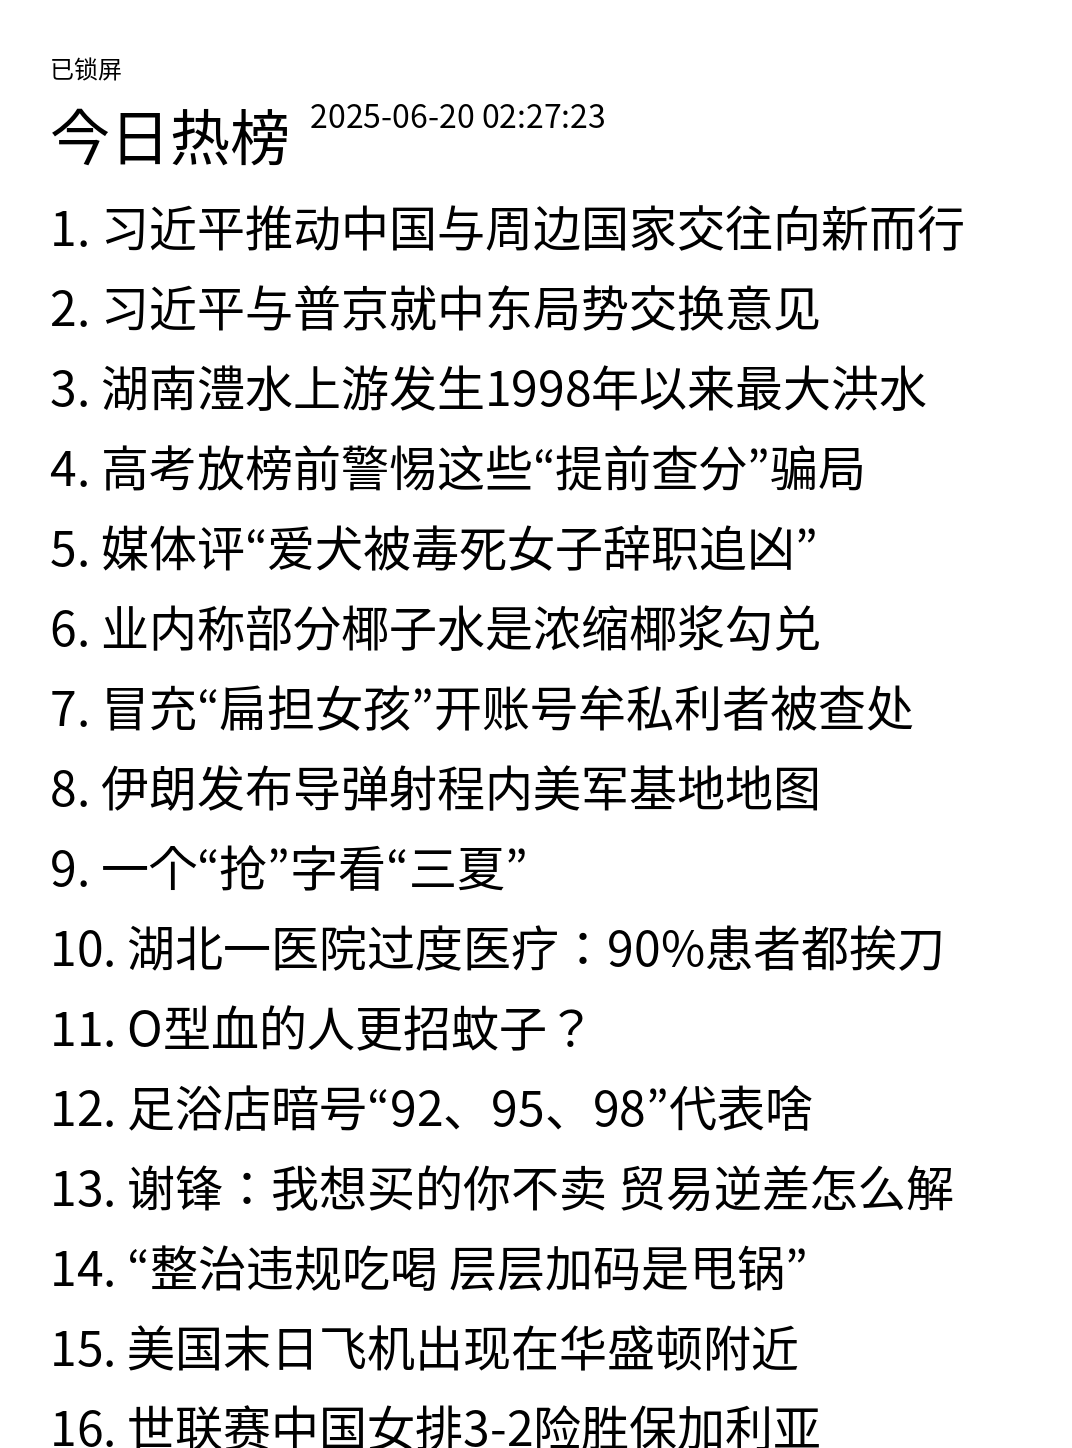 已锁屏
今日热榜 2025-06-20 02:27:23
1. 习近平推动中国与周边国家交往向新而行
2. 习近平与普京就中东局势交换意见
3. 湖南澧水上游发生1998年以来最大洪水
4. 高考放榜前警惕这些“提前查分”骗局
5. 媒体评“爱犬被毒死女子辞职追凶”
6. 业内称部分椰子水是浓缩椰浆勾兑
7. 冒充“扁担女孩”开账号牟私利者被查处
8. 伊朗发布导弹射程内美军基地地图
9. 一个“抢”字看“三夏”
10. 湖北一医院过度医疗：90%患者都挨刀
11. O型血的人更招蚊子？
12. 足浴店暗号“92、95、98”代表啥
13. 谢锋：我想买的你不卖 贸易逆差怎么解
14. “整治违规吃喝 层层加码是甩锅”
15. 美国末日飞机出现在华盛顿附近
16. 世联赛中国女排3-2险胜保加利亚